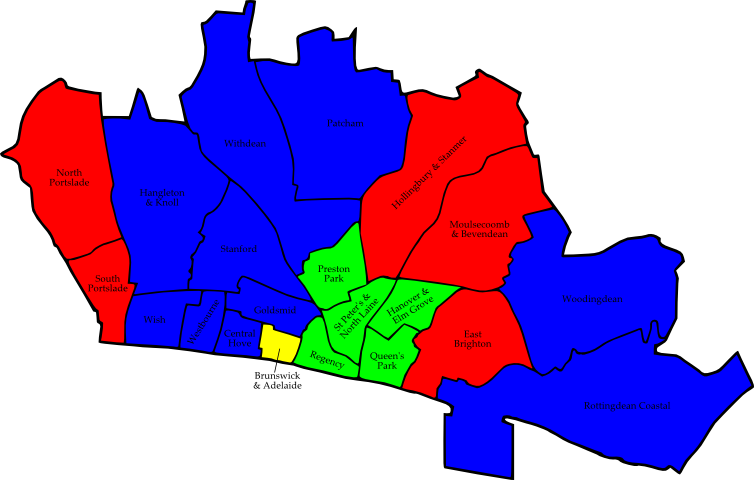 Patcham
Withdean
Hollingbury & Stanmer
North
Portslade
Hangleton
& Knoll
Moulsecoomb
& Bevendean
Stanford
Preston
Park
South
Portslade
Woodingdean
St Peter's &
North Laine
Hanover &
Elm Grove
Goldsmid
Wish
Westbourne
Central
Hove
East
Brighton
Regency
Queen's
Park
Brunswick
& Adelaide
Rottingdean Coastal